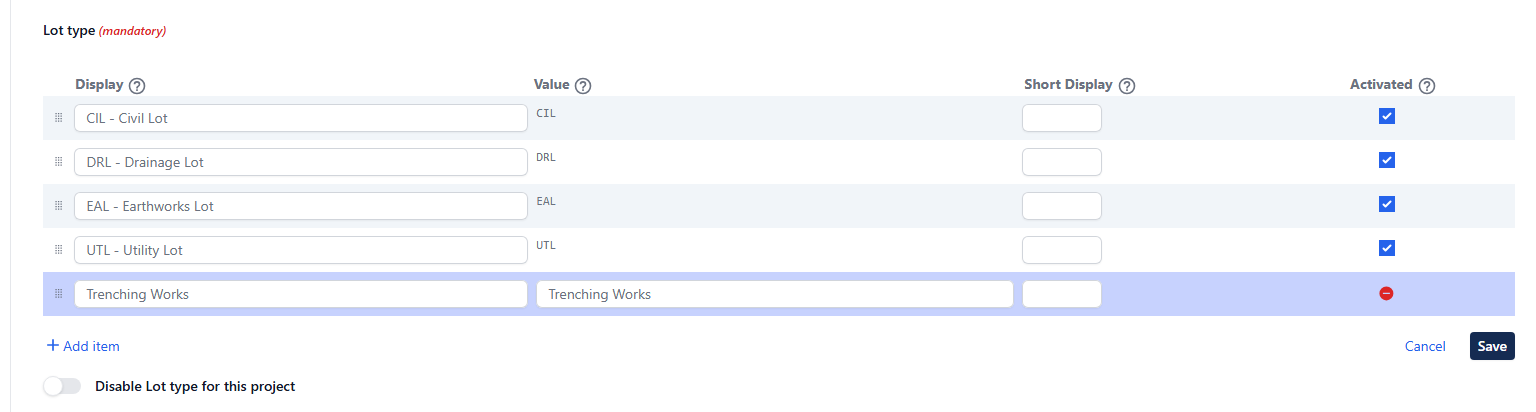 Lot type (mandatory)
Display Value Short Display Activated
CIL - Civil Lot CIL
DRL - Drainage Lot DRL
EAL - Earthworks Lot EAL
UTL - Utility Lot UTL
Trenching Works Trenching Works
+ Add item Cancel Save
Disable Lot type for this project